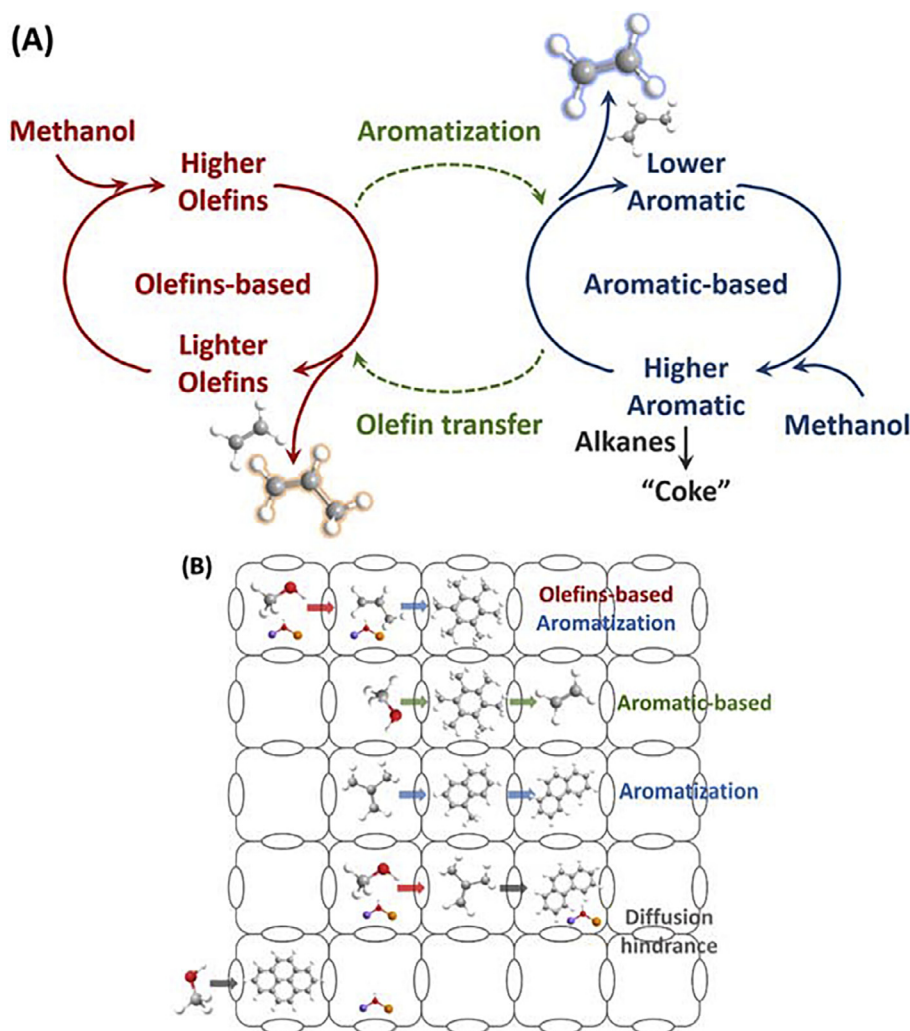 (A)
Methanol
Higher
Olefins
Olefins-based
Lighter
Olefins
Aromatization
Olefin transfer
Lower
Aromatic
Aromatic-based
Higher
Aromatic
Methanol
Alkanes
“Coke”
(B)
Olefins-based
Aromatization
Aromatic-based
Aromatization
Diffusion
hindrance